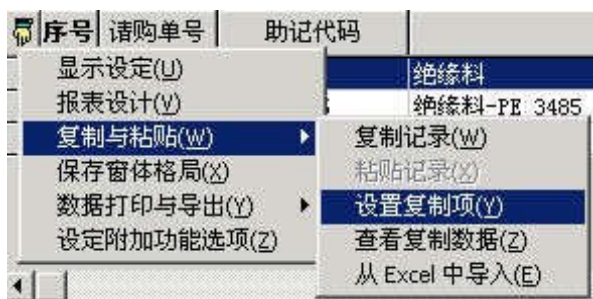 序号 请购单号 助记代码
显示设定(U) 绝缘料
报表设计(V) 绝缘料-PE 3485
复制与粘贴(W) 复制记录(W)
保存窗体格局(X) 粘贴记录(X)
数据打印与导出(Y) 设置复制项(Y)
设定附加功能选项(Z) 查看复制数据(Z)
从 Excel 中导入(E)